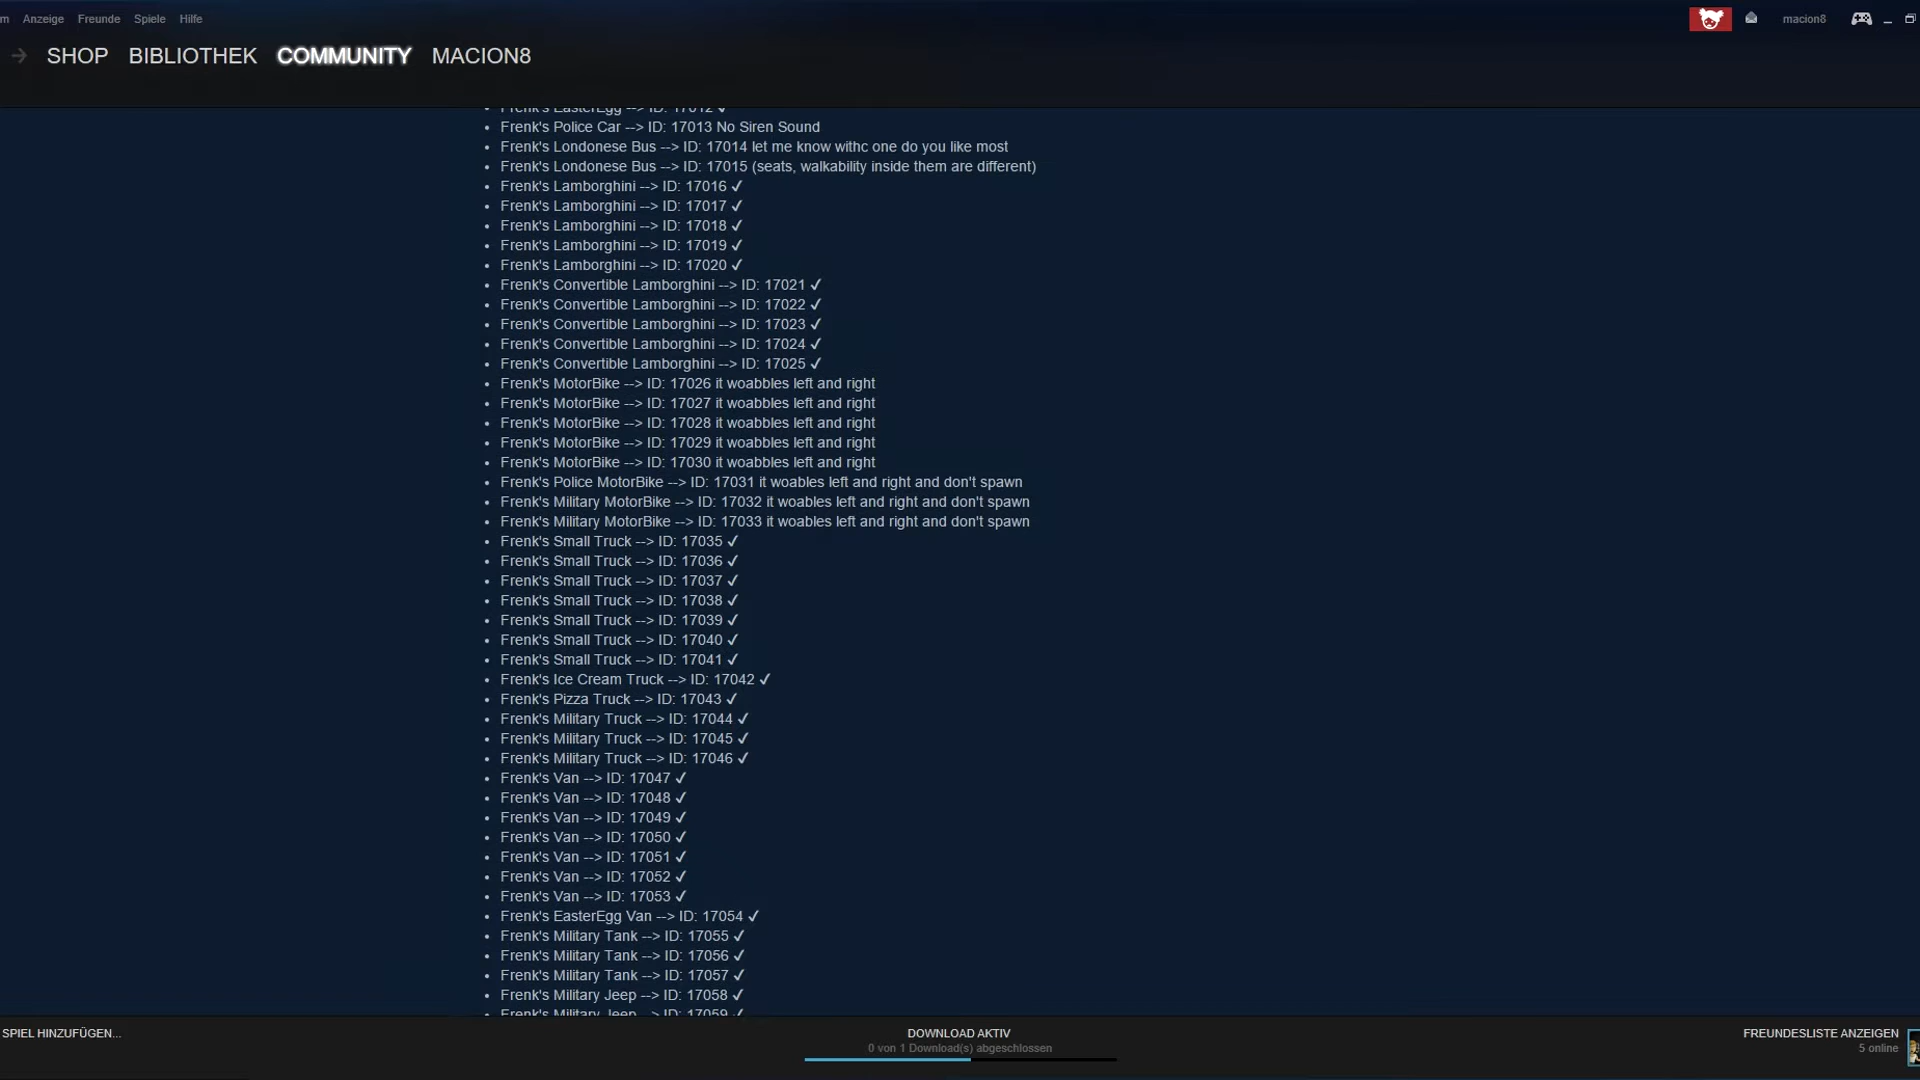 m Anzeige Freunde Spiele Hilfe
macion8
SHOP BIBLIOTHEK COMMUNITY MACION8
Frenk's EasterEgg --> ID: 17012 ✓
Frenk's Police Car --> ID: 17013 No Siren Sound
Frenk's Londonese Bus --> ID: 17014 let me know withc one do you like most
Frenk's Londonese Bus --> ID: 17015 (seats, walkability inside them are different)
Frenk's Lamborghini --> ID: 17016 ✓
Frenk's Lamborghini --> ID: 17017 ✓
Frenk's Lamborghini --> ID: 17018 ✓
Frenk's Lamborghini --> ID: 17019 ✓
Frenk's Lamborghini --> ID: 17020 ✓
Frenk's Convertible Lamborghini --> ID: 17021 ✓
Frenk's Convertible Lamborghini --> ID: 17022 ✓
Frenk's Convertible Lamborghini --> ID: 17023 ✓
Frenk's Convertible Lamborghini --> ID: 17024 ✓
Frenk's Convertible Lamborghini --> ID: 17025 ✓
Frenk's MotorBike --> ID: 17026 it woabbles left and right
Frenk's MotorBike --> ID: 17027 it woabbles left and right
Frenk's MotorBike --> ID: 17028 it woabbles left and right
Frenk's MotorBike --> ID: 17029 it woabbles left and right
Frenk's MotorBike --> ID: 17030 it woabbles left and right
Frenk's Police MotorBike --> ID: 17031 it woables left and right and don't spawn
Frenk's Military MotorBike --> ID: 17032 it woables left and right and don't spawn
Frenk's Military MotorBike --> ID: 17033 it woables left and right and don't spawn
Frenk's Small Truck --> ID: 17035 ✓
Frenk's Small Truck --> ID: 17036 ✓
Frenk's Small Truck --> ID: 17037 ✓
Frenk's Small Truck --> ID: 17038 ✓
Frenk's Small Truck --> ID: 17039 ✓
Frenk's Small Truck --> ID: 17040 ✓
Frenk's Small Truck --> ID: 17041 ✓
Frenk's Ice Cream Truck --> ID: 17042 ✓
Frenk's Pizza Truck --> ID: 17043 ✓
Frenk's Military Truck --> ID: 17044 ✓
Frenk's Military Truck --> ID: 17045 ✓
Frenk's Military Truck --> ID: 17046 ✓
Frenk's Van --> ID: 17047 ✓
Frenk's Van --> ID: 17048 ✓
Frenk's Van --> ID: 17049 ✓
Frenk's Van --> ID: 17050 ✓
Frenk's Van --> ID: 17051 ✓
Frenk's Van --> ID: 17052 ✓
Frenk's Van --> ID: 17053 ✓
Frenk's EasterEgg Van --> ID: 17054 ✓
Frenk's Military Tank --> ID: 17055 ✓
Frenk's Military Tank --> ID: 17056 ✓
Frenk's Military Tank --> ID: 17057 ✓
Frenk's Military Jeep --> ID: 17058 ✓
Frenk's Military Jeep --> ID: 17059 ✓
SPIEL HINZUFÜGEN...
DOWNLOAD AKTIV
0 von 1 Download(s) abgeschlossen
FREUNDESLISTE ANZEIGEN
5 online